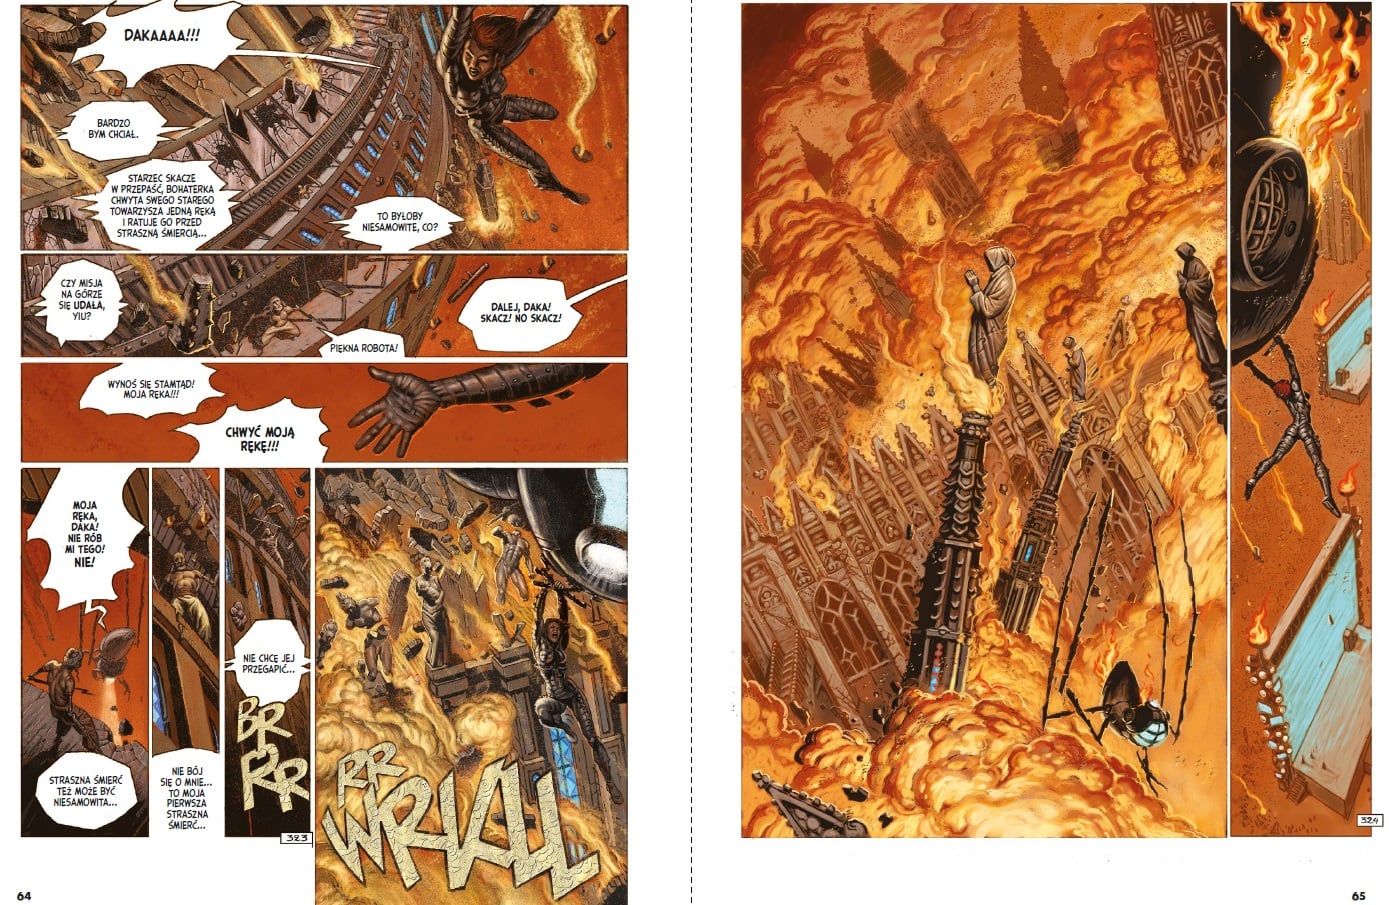 DAKAAAA!!!
BARDZO
BYM CHCIAŁ.
STARZEC SKACZE
W PRZEPAŚĆ, BOHATERKA
CHWYTA SWEGO STAREGO
TOWARZYSZA JEDNĄ RĘKĄ
I RATUJE GO PRZED
STRASZNĄ ŚMIERCIĄ...
TO BYŁOBY
NIESAMOWITE, CO?
CZY MISJA
NA GÓRZE
SIĘ UDAŁA,
YIU?
PIĘKNA ROBOTA!
DALEJ, DAKA!
SKACZ! NO SKACZ!
WYNOŚ SIĘ STAMTĄD!
MOJA RĘKA!!!
CHWYĆ MOJĄ
RĘKĘ!!!
MOJA
RĘKA,
DAKA!
NIE RÓB
MI TEGO!
NIE!
STRASZNA ŚMIERĆ
TEŻ MOŻE BYĆ
NIESAMOWITA...
NIE BÓJ
SIĘ O MNIE...
TO MOJA
PIERWSZA
STRASZNA
ŚMIERĆ...
NIE CHCĘ JEJ
PRZEGAPIĆ...
323
324
64
65